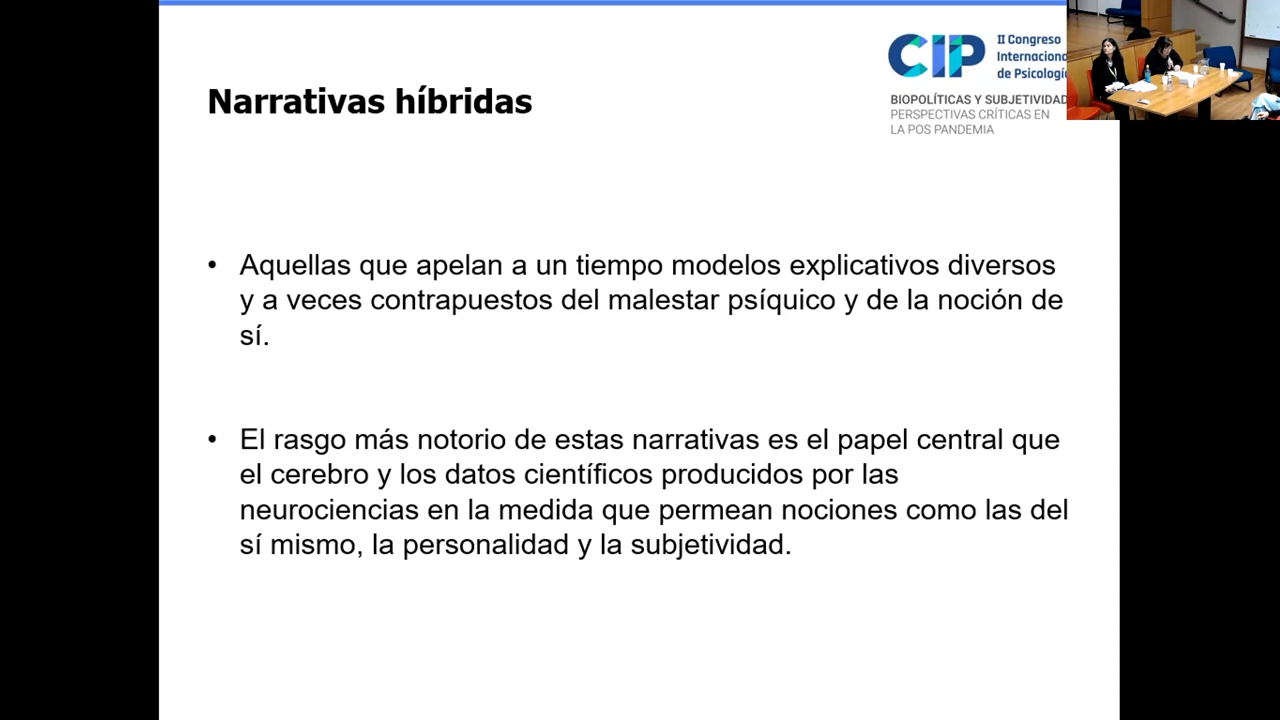 Narrativas híbridas
CIP
II Congreso
Internacional
de Psicología
BIOPOLÍTICAS Y SUBJETIVIDAD
PERSPECTIVAS CRÍTICAS EN
LA POS PANDEMIA
• Aquellas que apelan a un tiempo modelos explicativos diversos
y a veces contrapuestos del malestar psíquico y de la noción de
sí.
• El rasgo más notorio de estas narrativas es el papel central que
el cerebro y los datos científicos producidos por las
neurociencias en la medida que permean nociones como las del
sí mismo, la personalidad y la subjetividad.